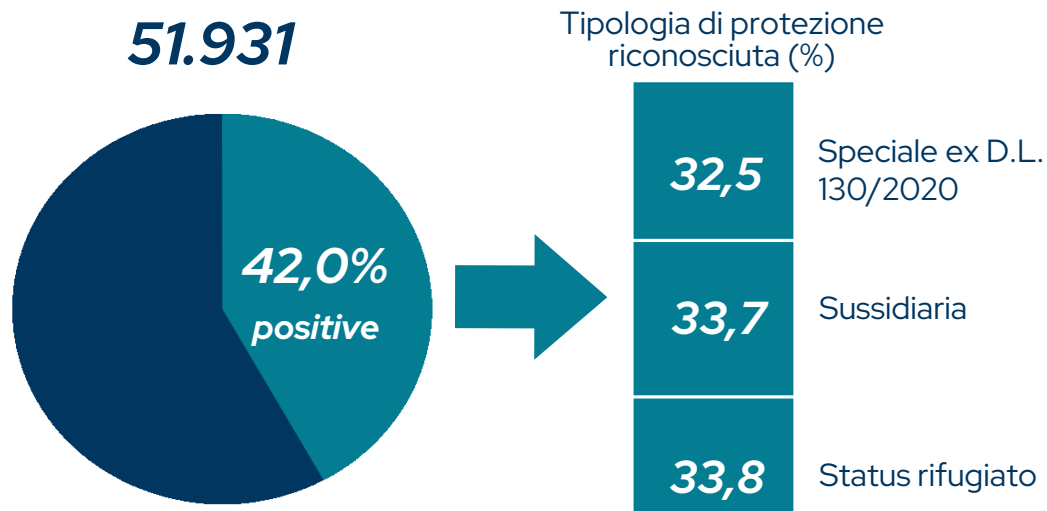 51.931
42,0%
positive
Tipologia di protezione
riconosciuta (%)
32,5
Speciale ex D.L.
130/2020
33,7
Sussidiaria
33,8
Status rifugiato